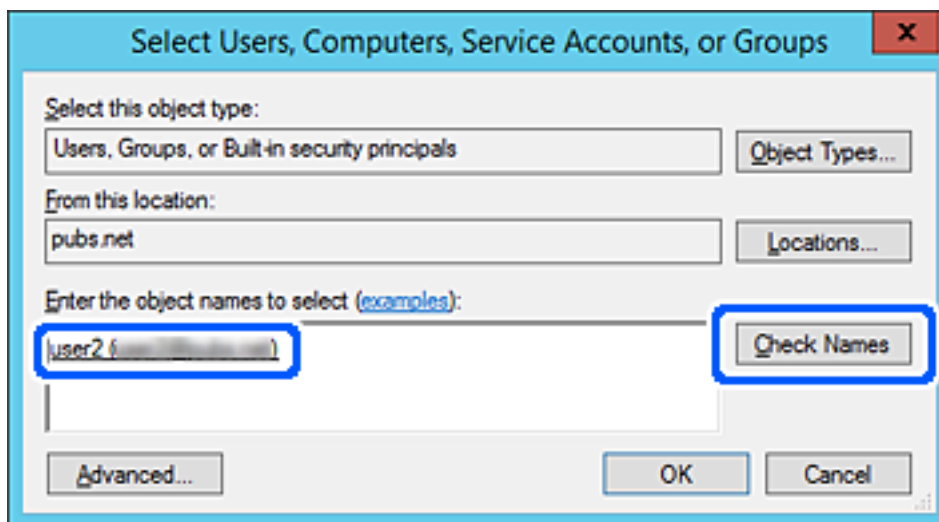 Select Users, Computers, Service Accounts, or Groups
x
Select this object type:
Users, Groups, or Built-in security principals
Object Types...
From this location:
pubs.net
Locations...
Enter the object names to select (examples):
user2 ( )
Check Names
Advanced...
OK
Cancel